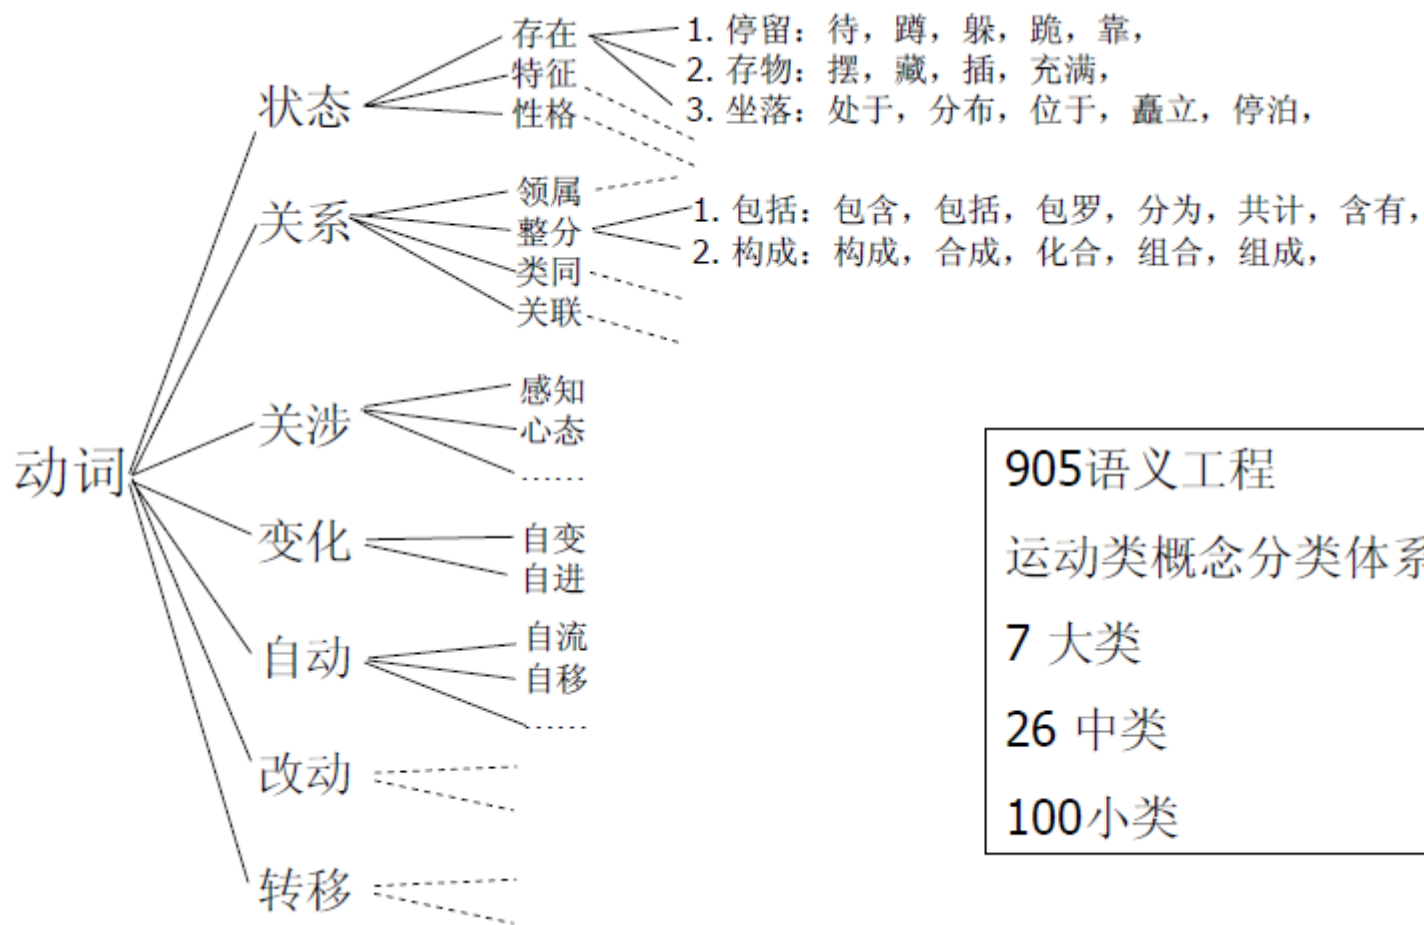 动词
状态
存在
1. 停留：待，蹲，躲，跪，靠，
2. 存物：摆，藏，插，充满，
3. 坐落：处于，分布，位于，矗立，停泊，
特征
性格
关系
领属
整分
1. 包括：包含，包括，包罗，分为，共计，含有，
2. 构成：构成，合成，化合，组合，组成，
类同
关联
关涉
感知
心态
......
变化
自变
自进
自动
自流
自移
......
改动
转移
905语义工程
运动类概念分类体系
7 大类
26 中类
100小类